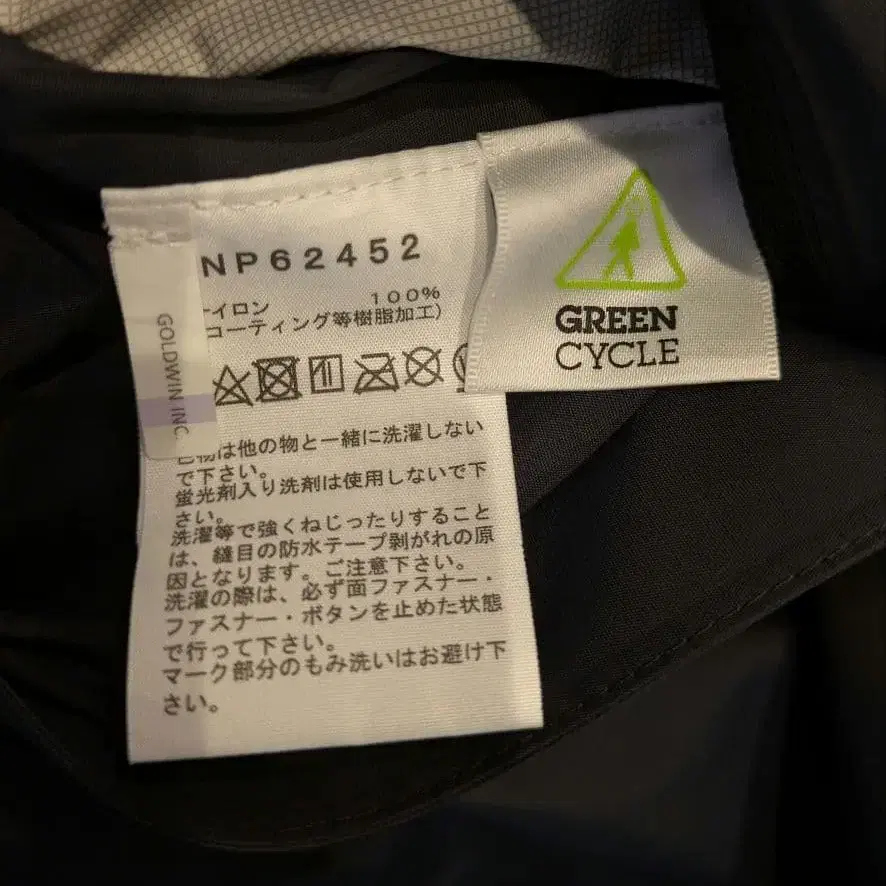 NP62452
イロン 100%
コーティング等樹脂加工)
GOLDWIN INC.
物は他の物と一緒に洗濯しない
で下さい。
蛍光剤入り洗剤は使用しないで下
さい。
洗濯等で強くねじったりすること
は、縫目の防水テープ剥がれの原
因となります。ご注意下さい。
洗濯の際は、必ず面ファスナー・
ファスナー・ボタンを止めた状態
で行って下さい。
マーク部分のもみ洗いはお避け下
さい。
GREEN
CYCLE